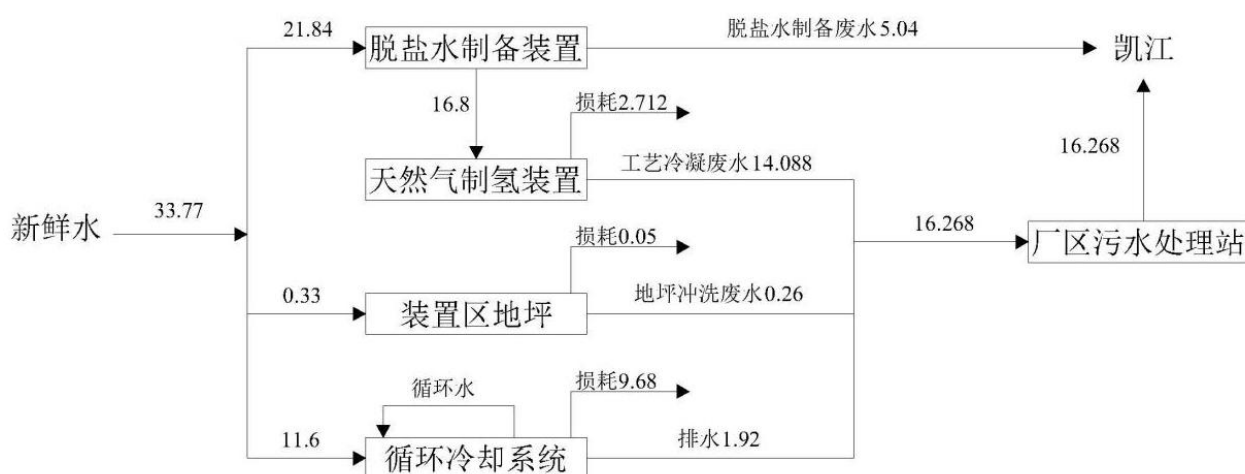 21.84
脱盐水制备装置
脱盐水制备废水5.04
凯江
16.8
损耗2.712
16.268
天然气制氢装置
工艺冷凝废水14.088
新鲜水
33.77
16.268
厂区污水处理站
损耗0.05
0.33
装置区地坪
地坪冲洗废水0.26
循环水
损耗9.68
11.6
循环冷却系统
排水1.92